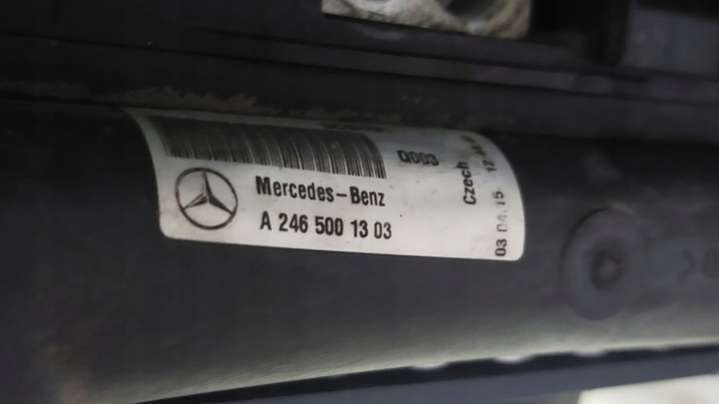 Q003
Mercedes-Benz
A 246 500 13 03
Czech
03.04.15